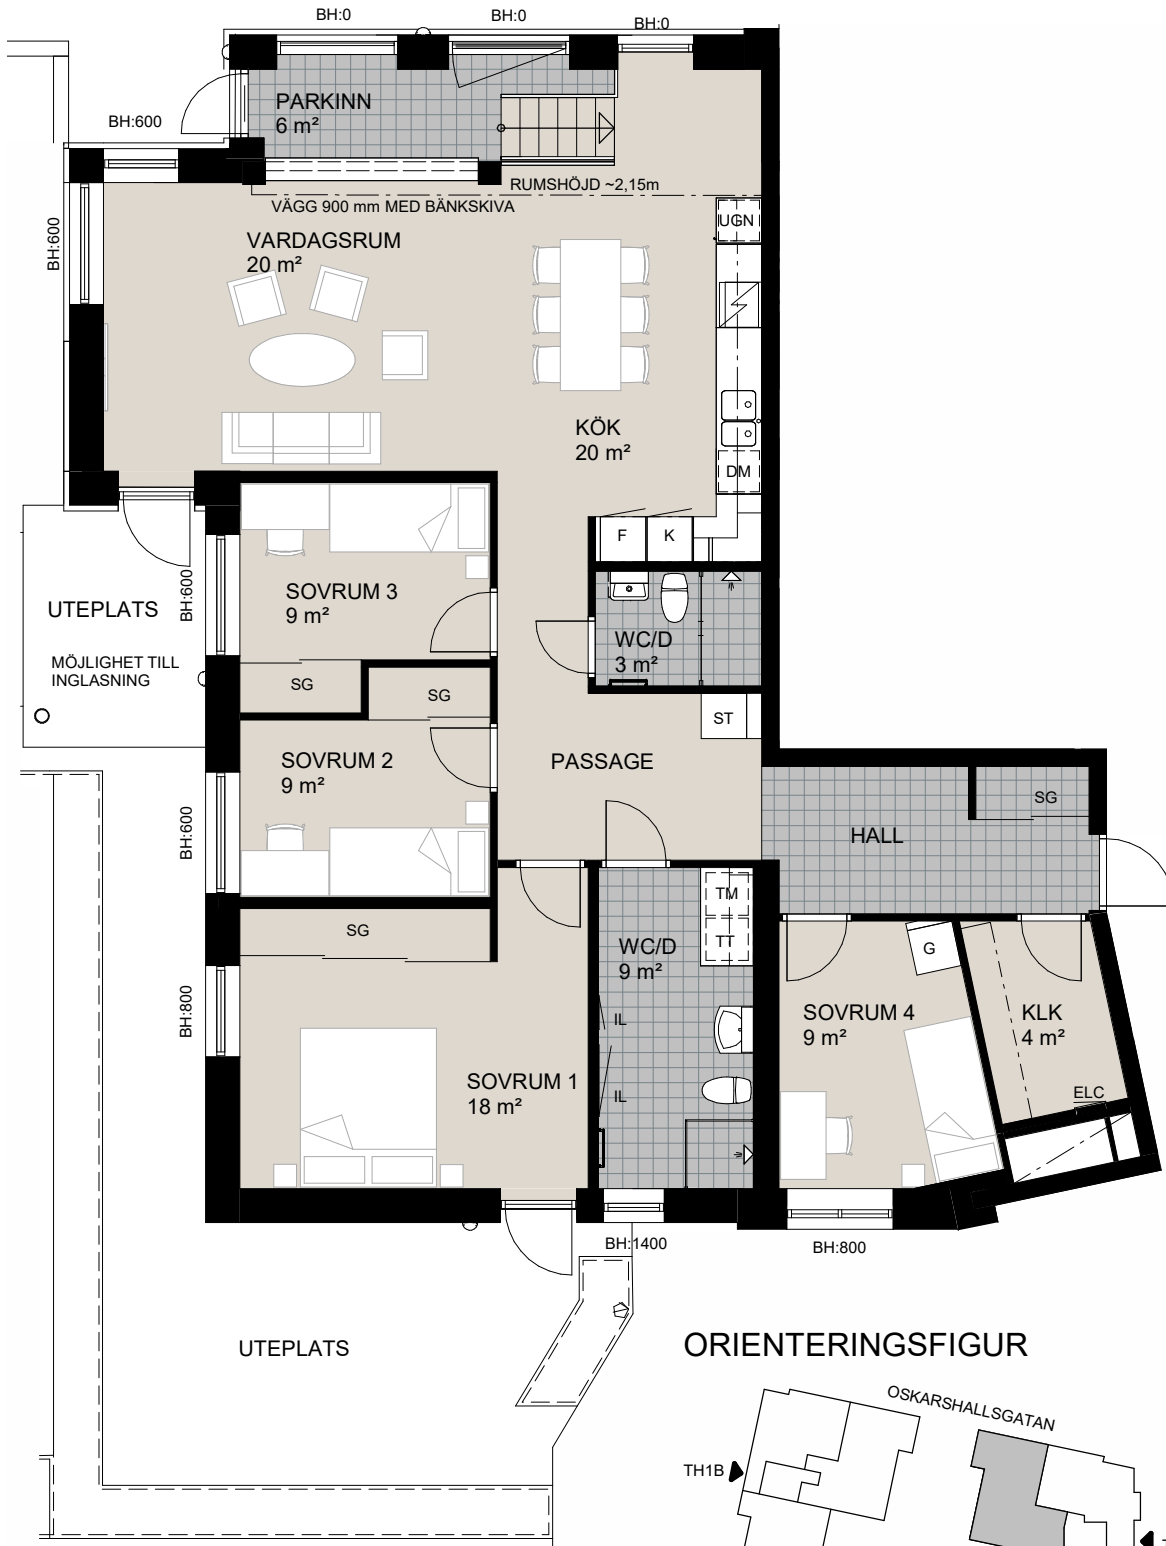 BH:0
BH:0
BH:0
PARKINN
6 m²
BH:600
RUMSHÖJD ~2,15m
VÄGG 900 mm MED BÄNKSKIVA
UGN
BH:600
VARDAGSRUM
20 m²
KÖK
20 m²
DM
F
K
SOVRUM 3
9 m²
BH:600
UTEPLATS
MÖJLIGHET TILL
INGLASNING
WC/D
3 m²
SG
SG
ST
SOVRUM 2
9 m²
PASSAGE
BH:600
SG
HALL
TM
TT
SG
WC/D
9 m²
G
BH:800
IL
SOVRUM 4
9 m²
KLK
4 m²
SOVRUM 1
18 m²
IL
ELC
BH:1400
BH:800
UTEPLATS
ORIENTERINGSFIGUR
OSKARSHALLSGATAN
TH1B